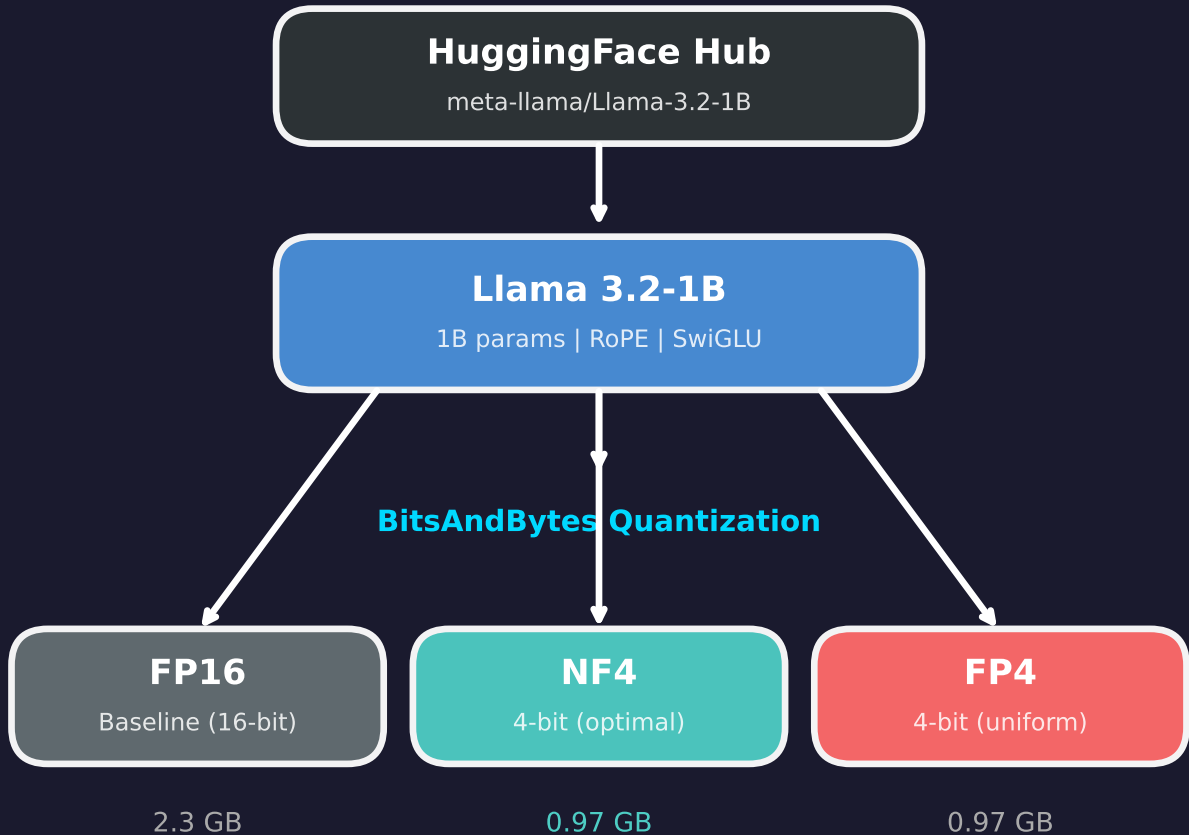 HuggingFace Hub
meta-llama/Llama-3.2-1B
Llama 3.2-1B
1B params | RoPE | SwiGLU
BitsAndBytes Quantization
FP16
Baseline (16-bit)
NF4
4-bit (optimal)
FP4
4-bit (uniform)
2.3 GB
0.97 GB
0.97 GB